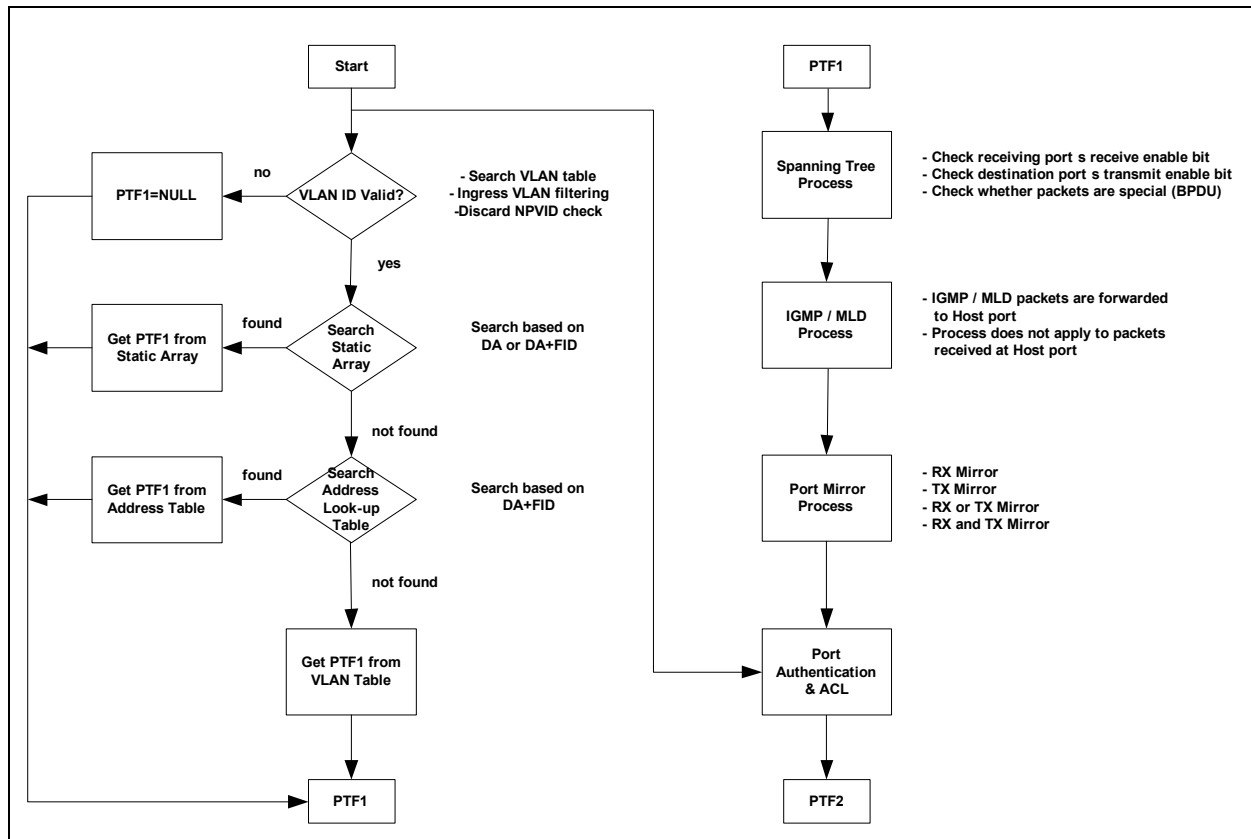 Start
VLAN ID Valid?
no
PTF1=NULL
- Search VLAN table
- Ingress VLAN filtering
-Discard NPVID check
yes
Search
Static
Array
found
Get PTF1 from
Static Array
Search based on
DA or DA+FID
not found
Search
Address
Look-up
Table
found
Get PTF1 from
Address Table
Search based on
DA+FID
not found
Get PTF1 from
VLAN Table
PTF1
PTF1
Spanning Tree
Process
- Check receiving port s receive enable bit
- Check destination port s transmit enable bit
- Check whether packets are special (BPDU)
IGMP / MLD
Process
- IGMP / MLD packets are forwarded
to Host port
- Process does not apply to packets
received at Host port
Port Mirror
Process
- RX Mirror
- TX Mirror
- RX or TX Mirror
- RX and TX Mirror
Port
Authentication
& ACL
PTF2